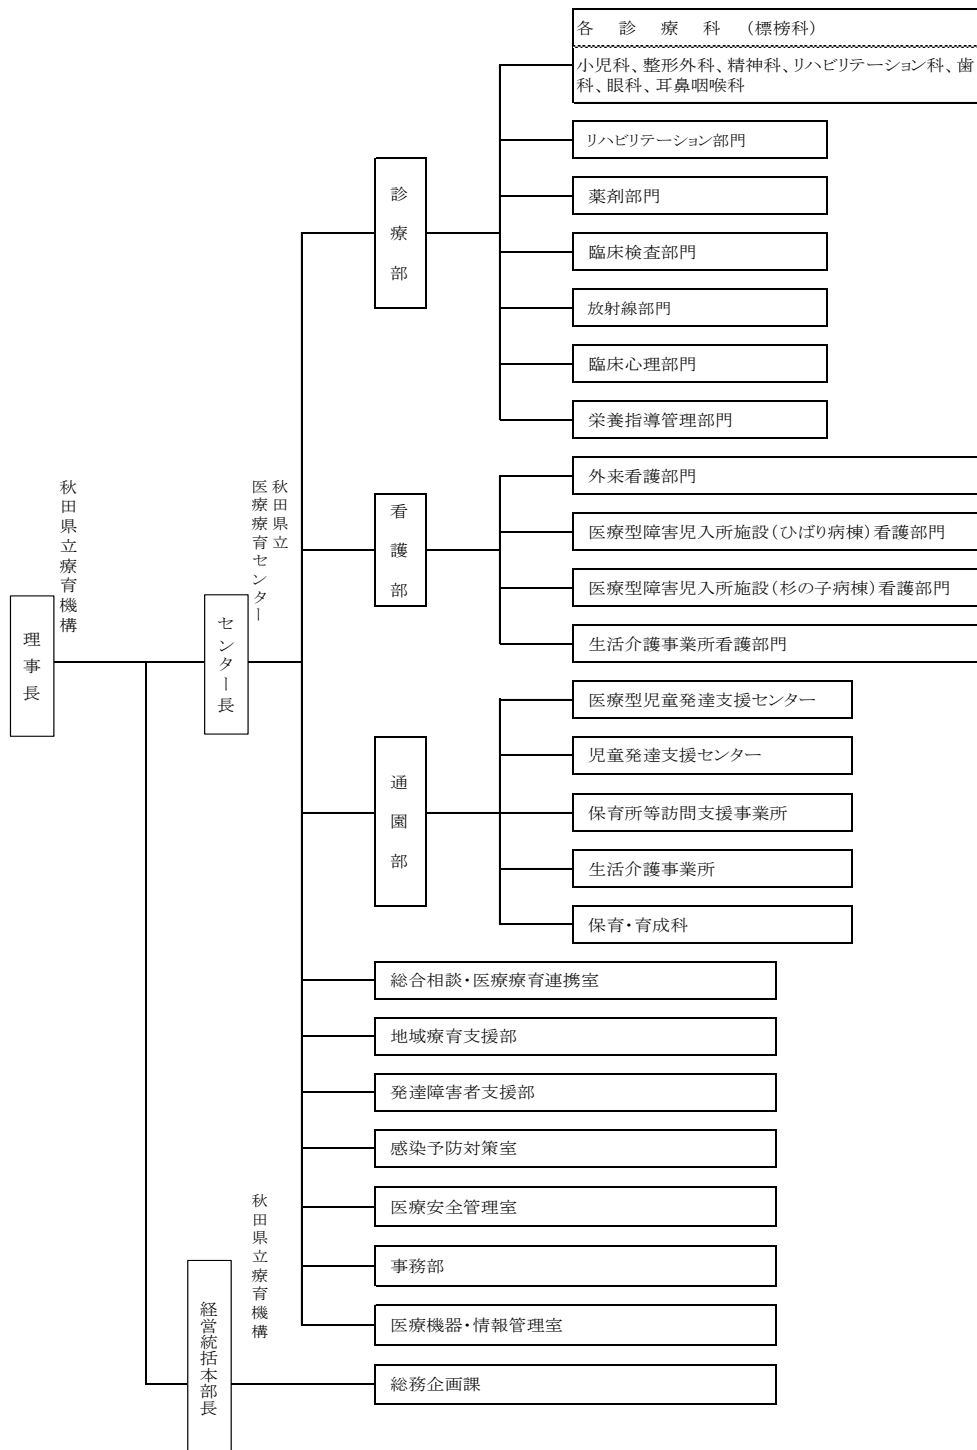 各診療科（標榜科）
小児科、整形外科、精神科、リハビリテーション科、歯
科、眼科、耳鼻咽喉科
リハビリテーション部門
薬剤部門
臨床検査部門
放射線部門
臨床心理部門
栄養指導管理部門
診療部
外来看護部門
医療型障害児入所施設（ひばり病棟）看護部門
医療型障害児入所施設（杉の子病棟）看護部門
生活介護事業所看護部門
看護部
秋田県立
医療療育センター
秋田県立療育機構
理事長
センター長
医療型児童発達支援センター
児童発達支援センター
保育所等訪問支援事業所
生活介護事業所
保育・育成科
通園部
総合相談・医療療育連携室
地域療育支援部
発達障害者支援部
感染予防対策室
医療安全管理室
事務部
医療機器・情報管理室
秋田県立療育機構
経営統括本部長
総務企画課